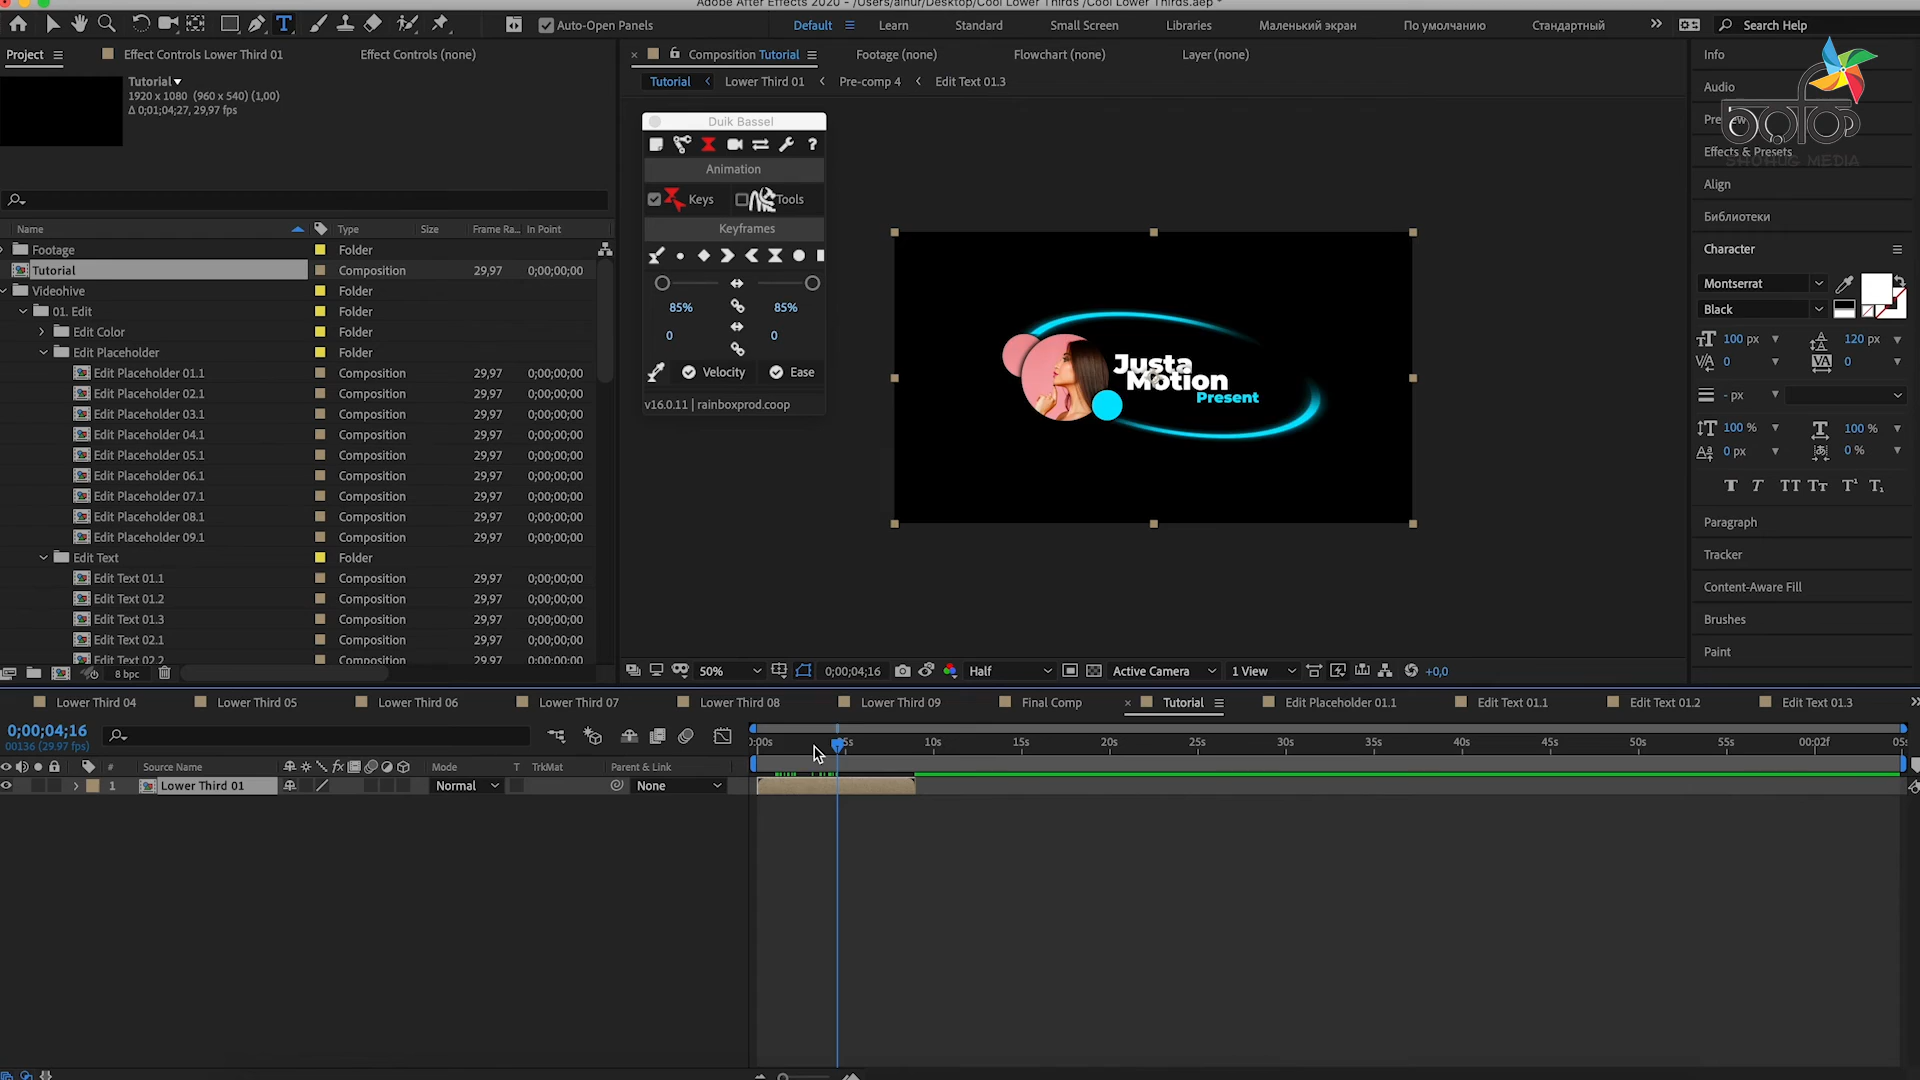 Adobe After Effects 2020 - /Users/ainur/Desktop/Cool Lower Thirds /Cool Lower Thirds.aep *
Auto-Open Panels
Default
Learn
Standard
Small Screen
Libraries
Маленький экран
По умолчанию
Стандартный
Search Help
Project
Effect Controls Lower Third 01
Effect Controls (none)
Composition Tutorial
Footage (none)
Flowchart (none)
Layer (none)
Tutorial
1920 x 1080 (960 x 540) (1,00)
Δ 0;01;04;27, 29,97 fps
Tutorial
Lower Third 01
Pre-comp 4
Edit Text 01.3
Duik Bassel
Animation
Keys
Tools
Keyframes
85%
85%
0
0
Velocity
Ease
v16.0.11 | rainboxprod.coop
Justa
Motion
Present
Name
Type
Size
Frame Ra...
In Point
Footage Folder
Tutorial Composition 29,97 0;00;00;00
Videohive Folder
01. Edit Folder
Edit Color Folder
Edit Placeholder Folder
Edit Placeholder 01.1 Composition 29,97 0;00;00;00
Edit Placeholder 02.1 Composition 29,97 0;00;00;00
Edit Placeholder 03.1 Composition 29,97 0;00;00;00
Edit Placeholder 04.1 Composition 29,97 0;00;00;00
Edit Placeholder 05.1 Composition 29,97 0;00;00;00
Edit Placeholder 06.1 Composition 29,97 0;00;00;00
Edit Placeholder 07.1 Composition 29,97 0;00;00;00
Edit Placeholder 08.1 Composition 29,97 0;00;00;00
Edit Placeholder 09.1 Composition 29,97 0;00;00;00
Edit Text Folder
Edit Text 01.1 Composition 29,97 0;00;00;00
Edit Text 01.2 Composition 29,97 0;00;00;00
Edit Text 01.3 Composition 29,97 0;00;00;00
Edit Text 02.1 Composition 29,97 0;00;00;00
Edit Text 02.2 Composition 29,97 0;00;00;00
8 bpc
50%
0;00;04;16
Half
Active Camera
1 View
+0,0
Info
Audio
Effects & Presets
SHOHUG MEDIA
Align
Библиотеки
Character
Montserrat
Black
100 px
120 px
0
0
- px
100 %
100 %
0 px
0 %
Paragraph
Tracker
Content-Aware Fill
Brushes
Paint
Lower Third 04
Lower Third 05
Lower Third 06
Lower Third 07
Lower Third 08
Lower Third 09
Final Comp
Tutorial
Edit Placeholder 01.1
Edit Text 01.1
Edit Text 01.2
Edit Text 01.3
0;00;04;16
00136 (29.97 fps)
0:00s
10s
15s
20s
25s
30s
35s
40s
45s
50s
55s
00:02f
05s
# Source Name
Mode
T TrkMat
Parent & Link
1 Lower Third 01
Normal
None